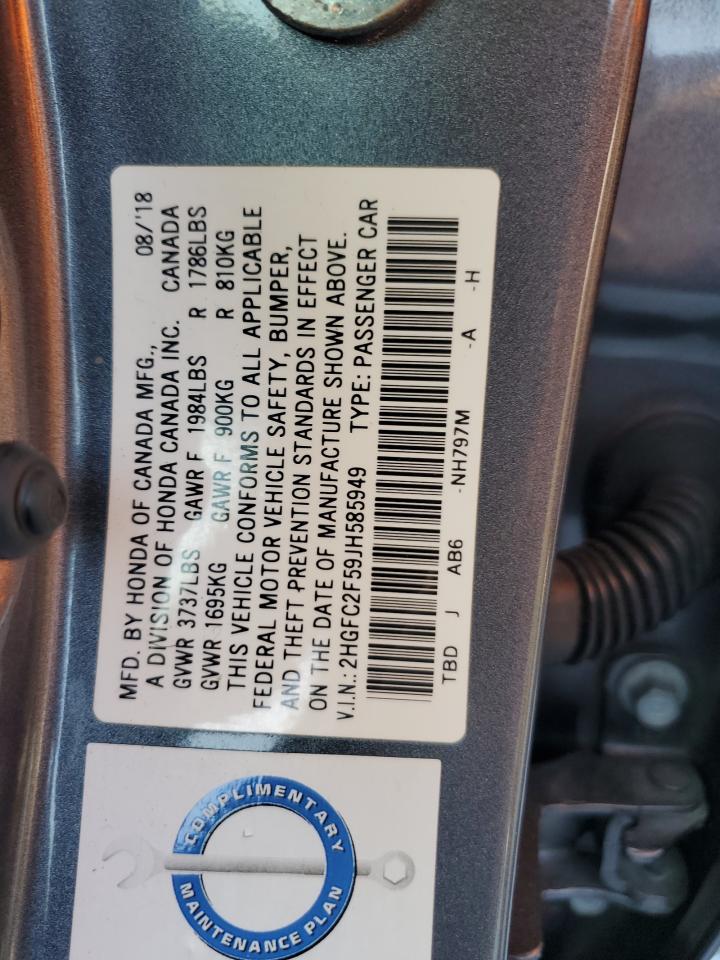 MFD. BY HONDA OF CANADA MFG., 08/'18
A DIVISION OF HONDA CANADA INC. CANADA
GVWR 3737LBS GAWR F 1984LBS R 1786LBS
GVWR 1695KG GAWR F 900KG R 810KG
THIS VEHICLE CONFORMS TO ALL APPLICABLE
FEDERAL MOTOR VEHICLE SAFETY, BUMPER,
AND THEFT PREVENTION STANDARDS IN EFFECT
ON THE DATE OF MANUFACTURE SHOWN ABOVE.
V.I.N.: 2HGFC2F59JH585949 TYPE: PASSENGER CAR
TBD J AB6 -NH797M -A -H
COMPLIMENTARY
MAINTENANCE PLAN